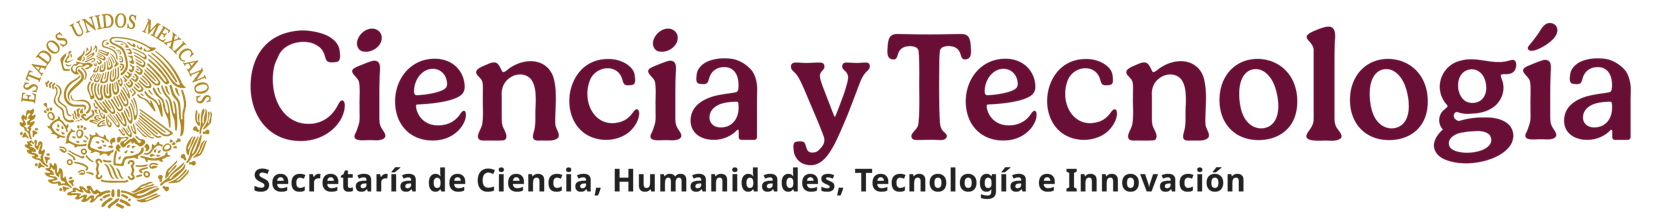 ESTADOS UNIDOS MEXICANOS
Ciencia y Tecnología
Secretaría de Ciencia, Humanidades, Tecnología e Innovación